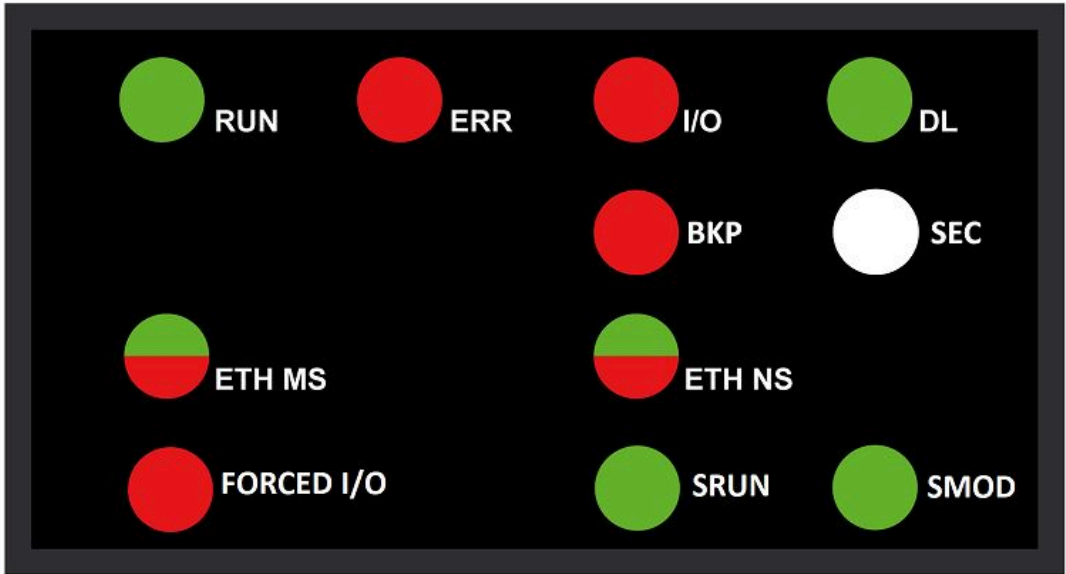 RUN ERR I/O DL
BKP SEC
ETH MS ETH NS
FORCED I/O SRUN SMOD